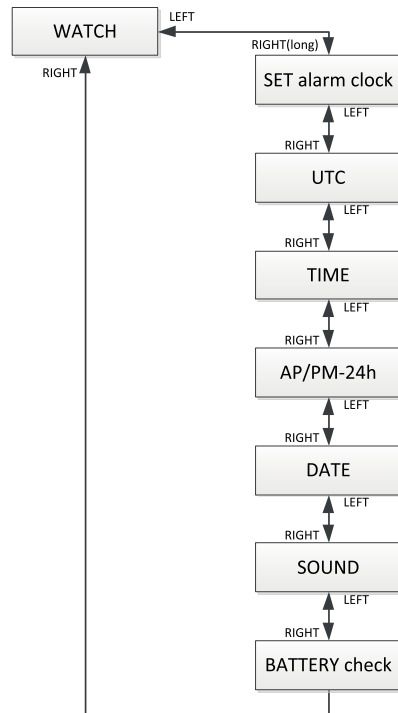 WATCH
LEFT
RIGHT(long)
RIGHT
SET alarm clock
LEFT
RIGHT
UTC
LEFT
RIGHT
TIME
LEFT
RIGHT
AP/PM-24h
LEFT
RIGHT
DATE
LEFT
RIGHT
SOUND
LEFT
RIGHT
BATTERY check